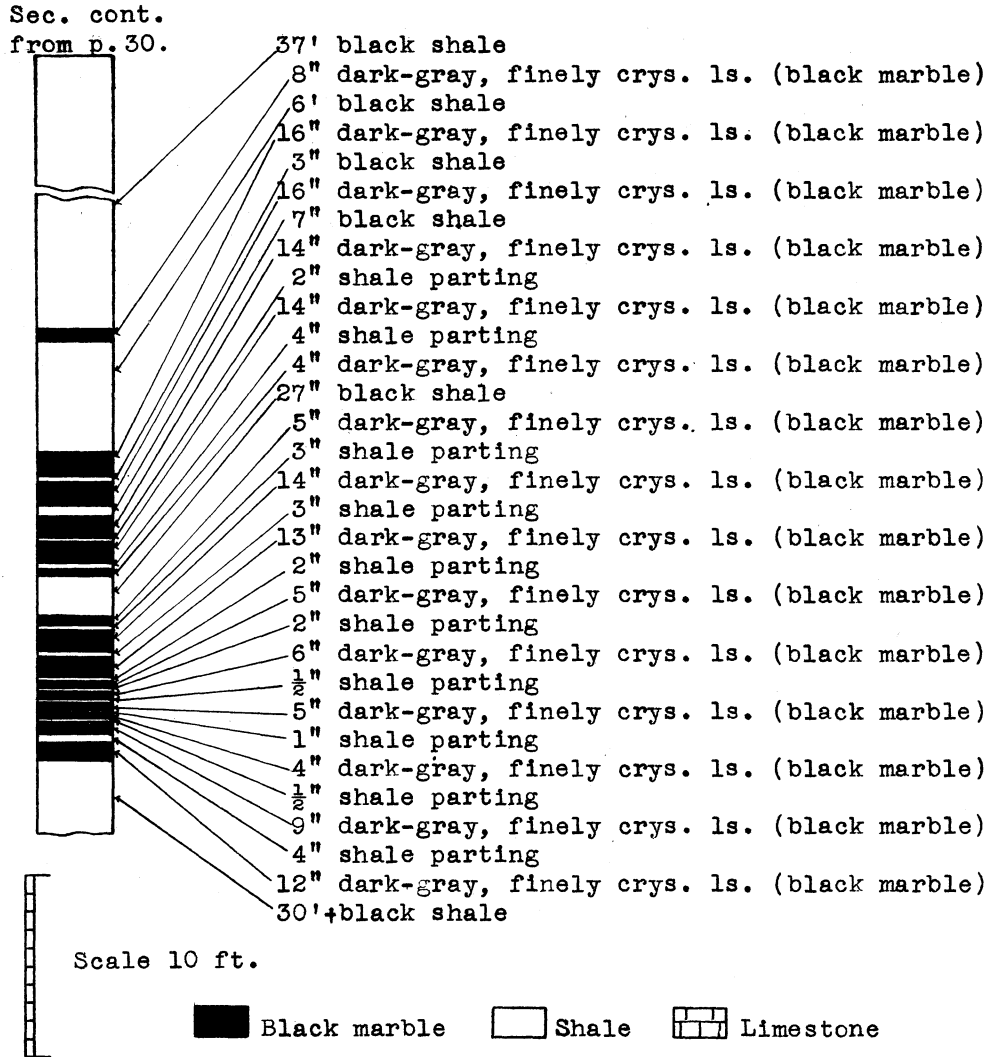 Sec. cont.
from p.30.
37' black shale
8" dark-gray, finely crys. ls. (black marble)
6' black shale
16" dark-gray, finely crys. ls. (black marble)
3" black shale
16" dark-gray, finely crys. ls. (black marble)
7" black shale
14" dark-gray, finely crys. ls. (black marble)
2" shale parting
14" dark-gray, finely crys. ls. (black marble)
4" shale parting
4" dark-gray, finely crys. ls. (black marble)
27" black shale
5" dark-gray, finely crys. ls. (black marble)
3" shale parting
14" dark-gray, finely crys. ls. (black marble)
3" shale parting
13" dark-gray, finely crys. ls. (black marble)
2" shale parting
5" dark-gray, finely crys. ls. (black marble)
2" shale parting
6" dark-gray, finely crys. ls. (black marble)
½" shale parting
5" dark-gray, finely crys. ls. (black marble)
1" shale parting
4" dark-gray, finely crys. ls. (black marble)
½" shale parting
9" dark-gray, finely crys. ls. (black marble)
4" shale parting
12" dark-gray, finely crys. ls. (black marble)
30'+black shale
Scale 10 ft.
Black marble Shale Limestone